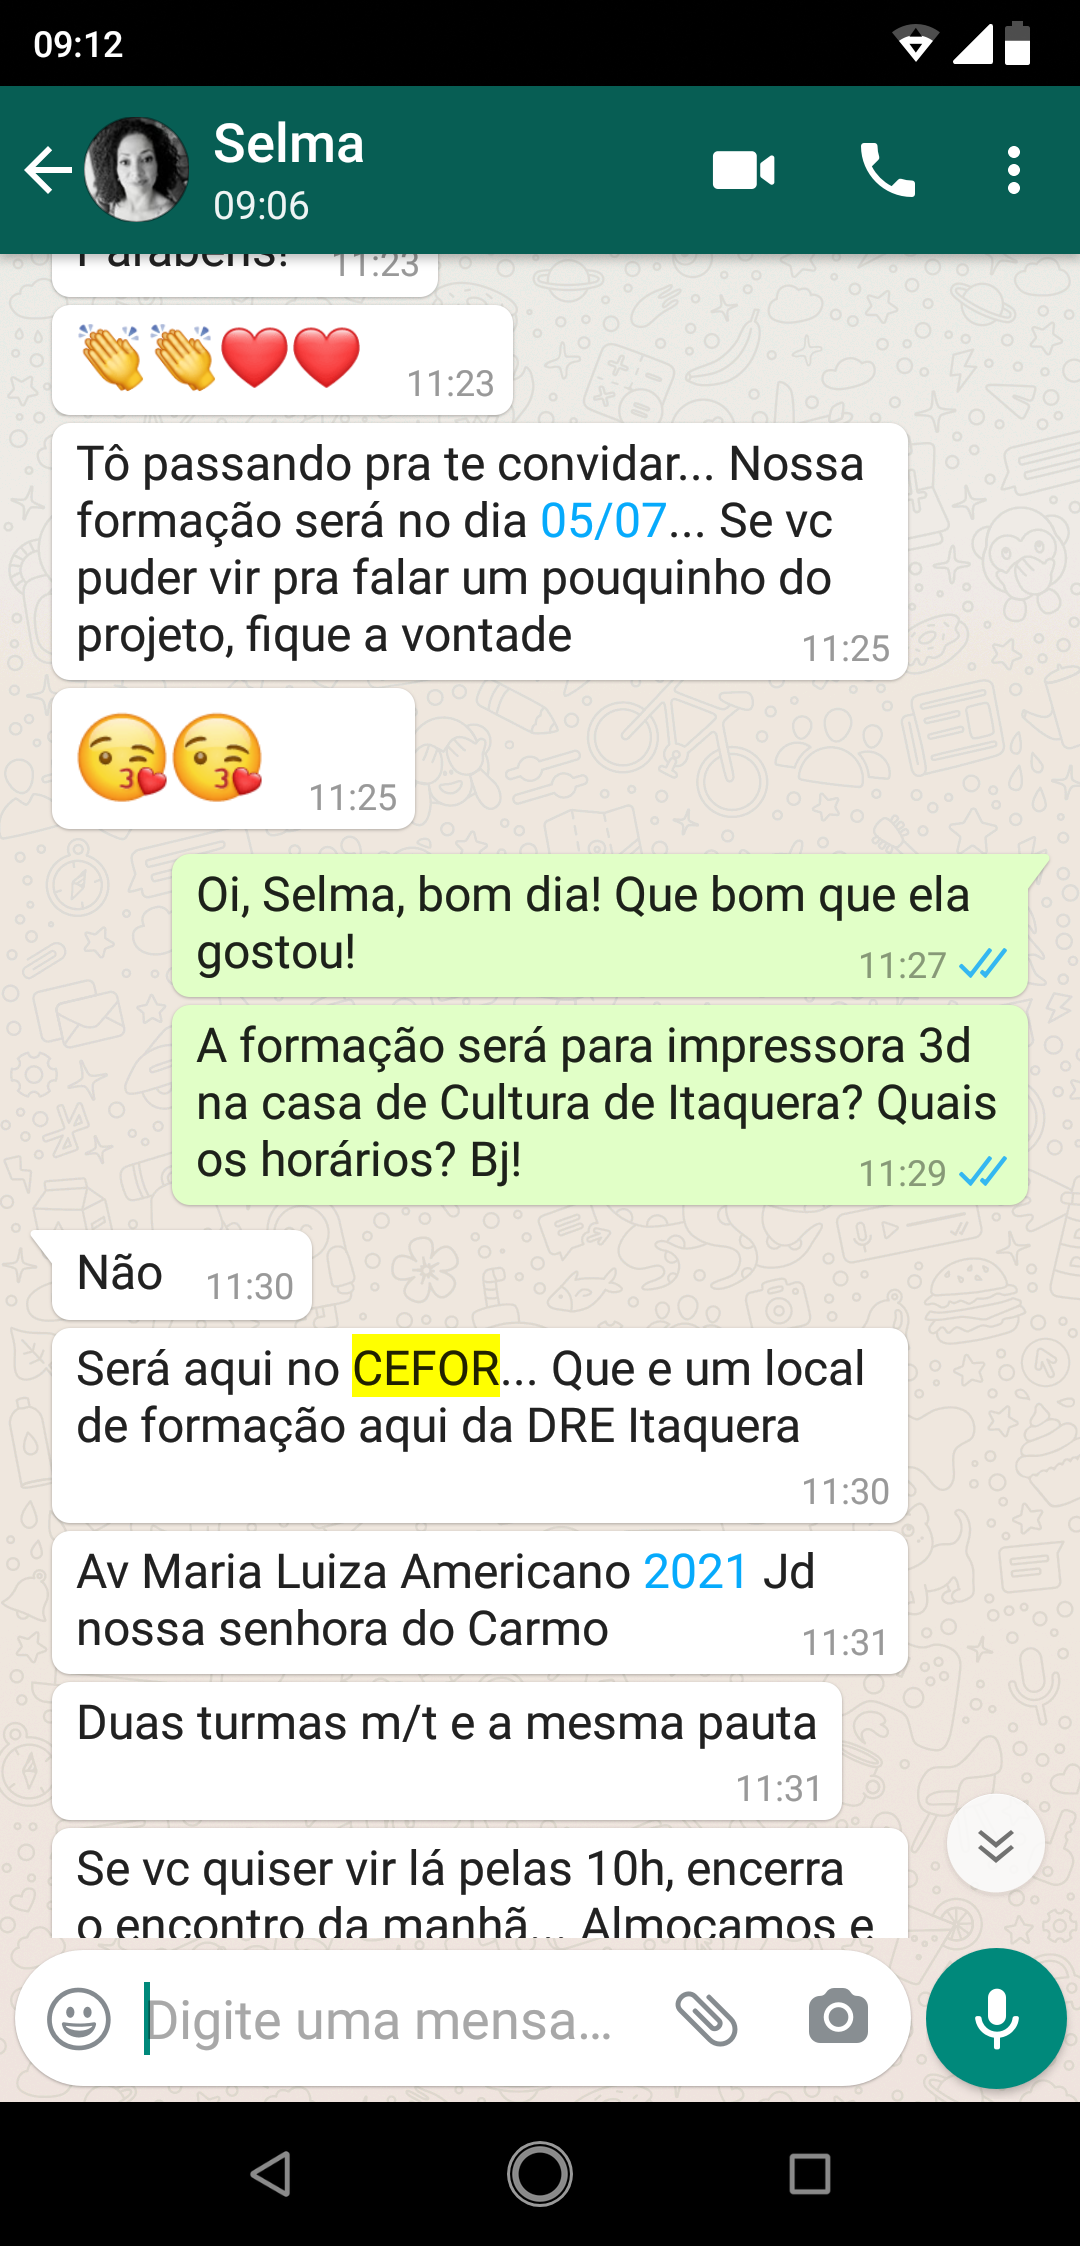 09:12
Selma
09:06
Parabéns! 11:23
👏👏❤️❤️ 11:23
Tô passando pra te convidar... Nossa
formação será no dia 05/07... Se vc
puder vir pra falar um pouquinho do
projeto, fique a vontade 11:25
😘😘 11:25
Oi, Selma, bom dia! Que bom que ela
gostou! 11:27
A formação será para impressora 3d
na casa de Cultura de Itaquera? Quais
os horários? Bj! 11:29
Não 11:30
Será aqui no CEFOR... Que e um local
de formação aqui da DRE Itaquera
11:30
Av Maria Luiza Americano 2021 Jd
nossa senhora do Carmo 11:31
Duas turmas m/t e a mesma pauta
11:31
Se vc quiser vir lá pelas 10h, encerra
o encontro da manhã... Almoçamos e
Digite uma mensa...